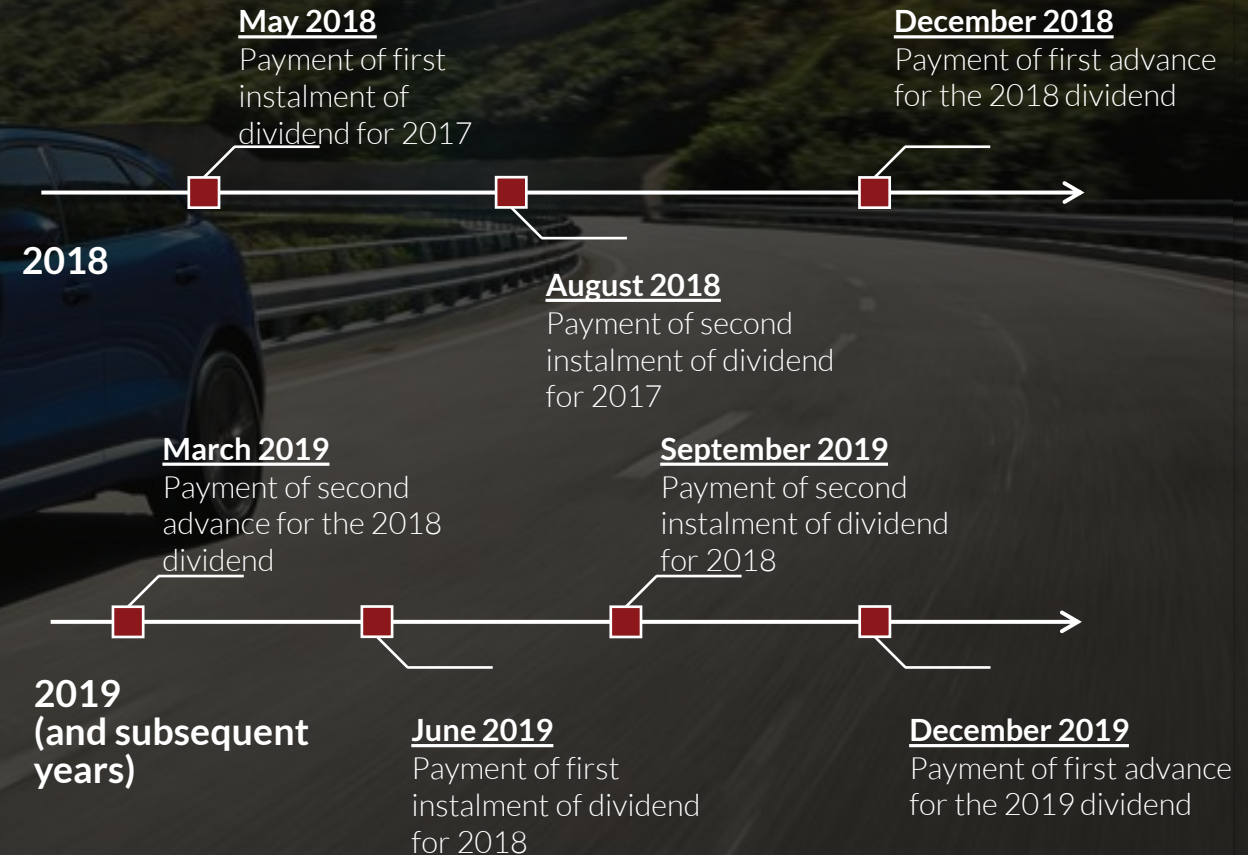 May 2018
Payment of first
instalment of
dividend for 2017
December 2018
Payment of first advance
for the 2018 dividend
2018
August 2018
Payment of second
instalment of dividend
for 2017
March 2019
Payment of second
advance for the 2018
dividend
September 2019
Payment of second
instalment of dividend
for 2018
2019
(and subsequent
years)
June 2019
Payment of first
instalment of dividend
for 2018
December 2019
Payment of first advance
for the 2019 dividend